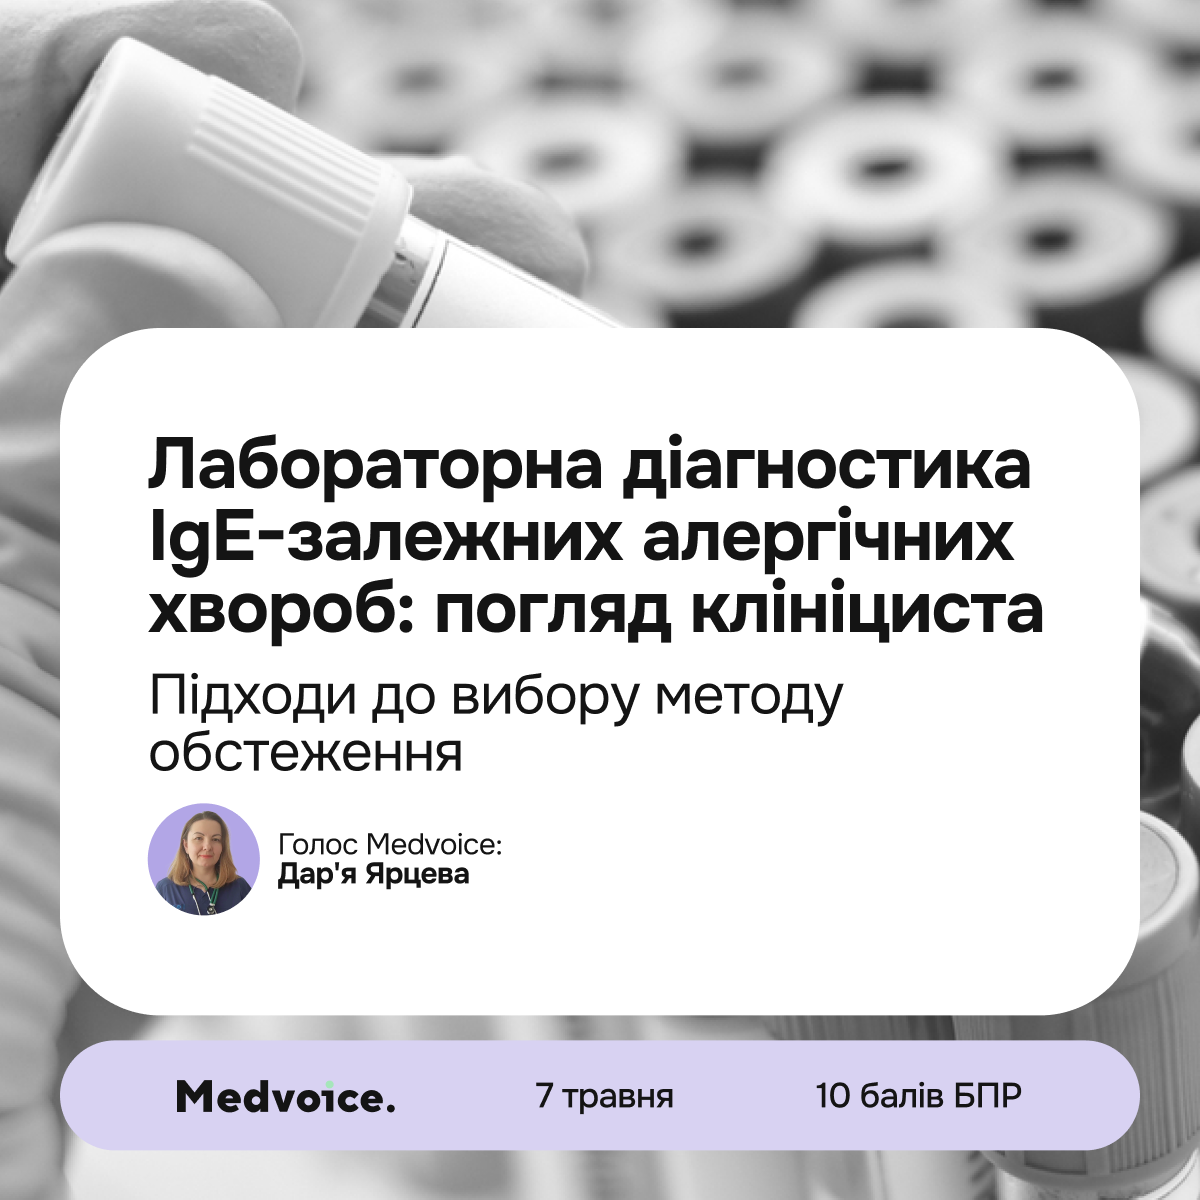 Лабораторна діагностика
IgE-залежних алергічних
хвороб: погляд клініциста
Підходи до вибору методу
обстеження
Голос Medvoice:
Дар'я Ярцева
Medvoice.
7 травня
10 балів БПР